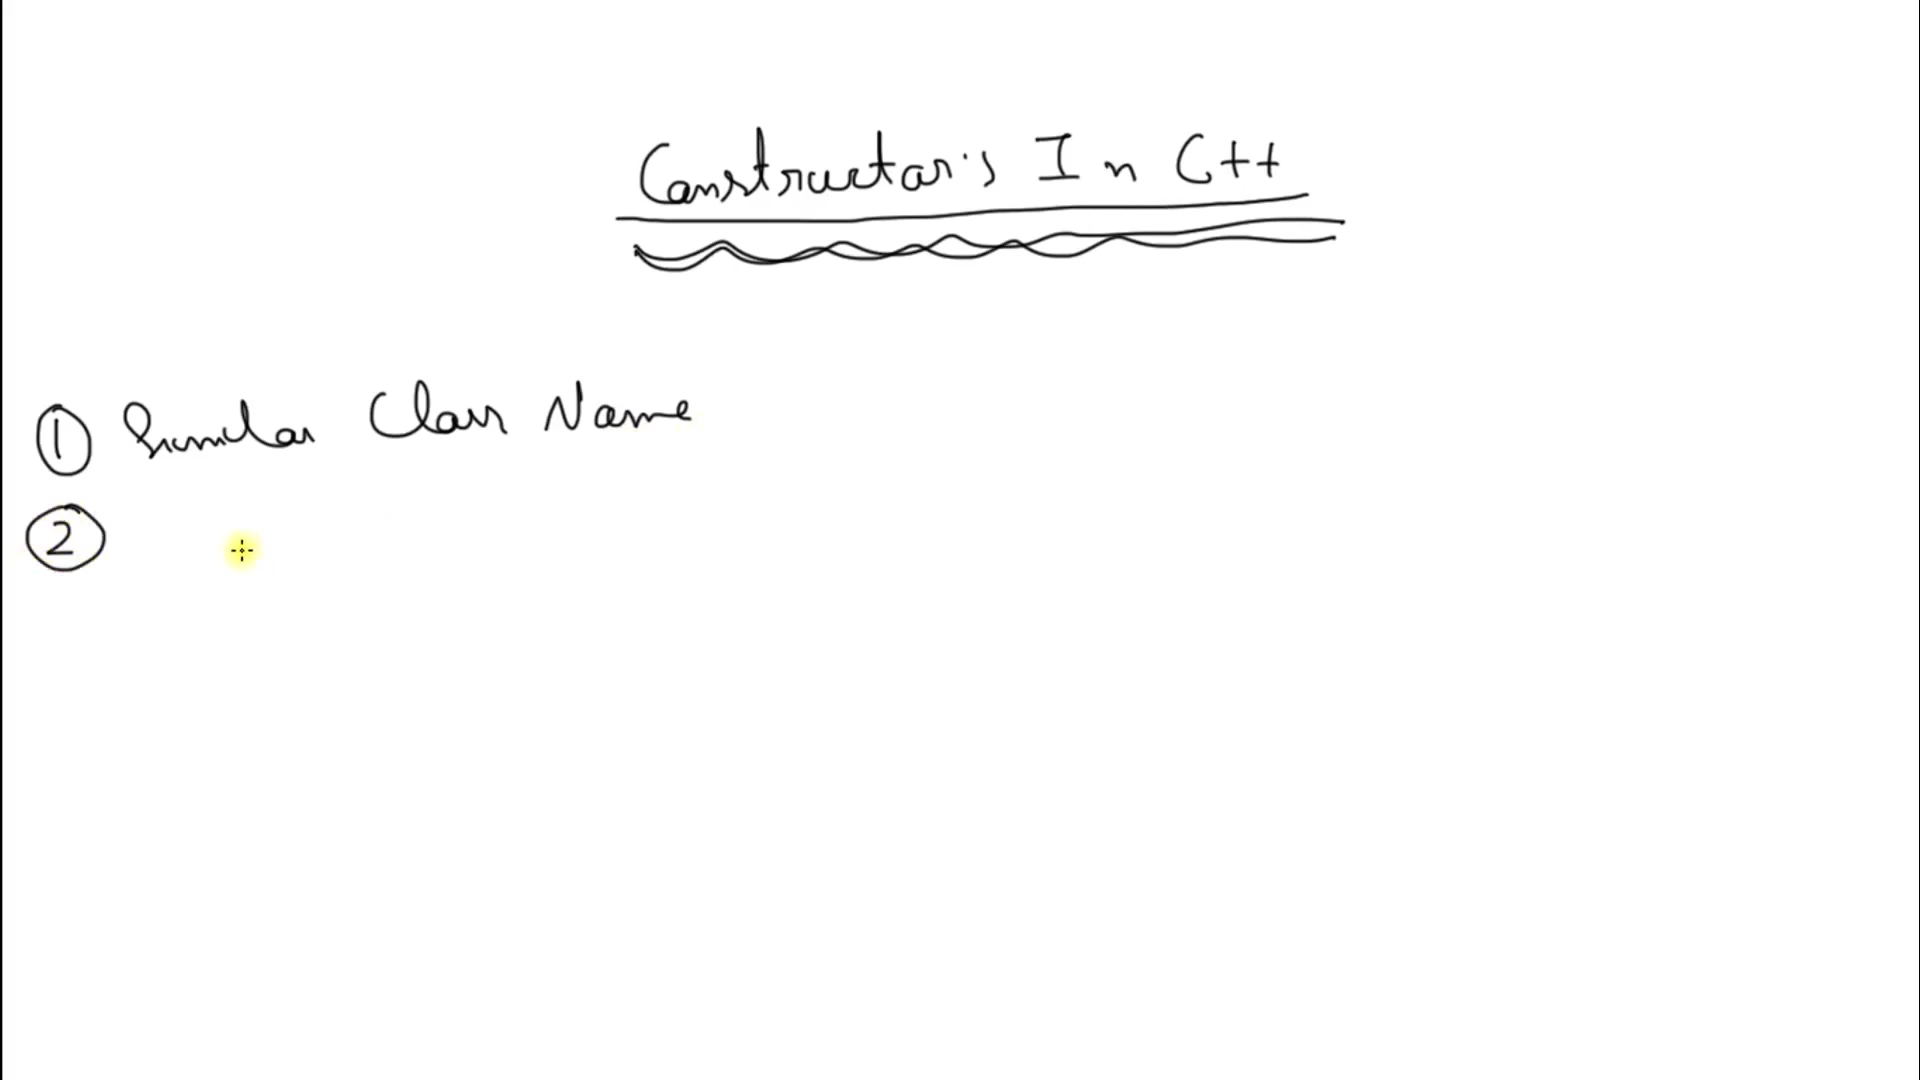 Constructor's In C++
① Similar Class Name
②